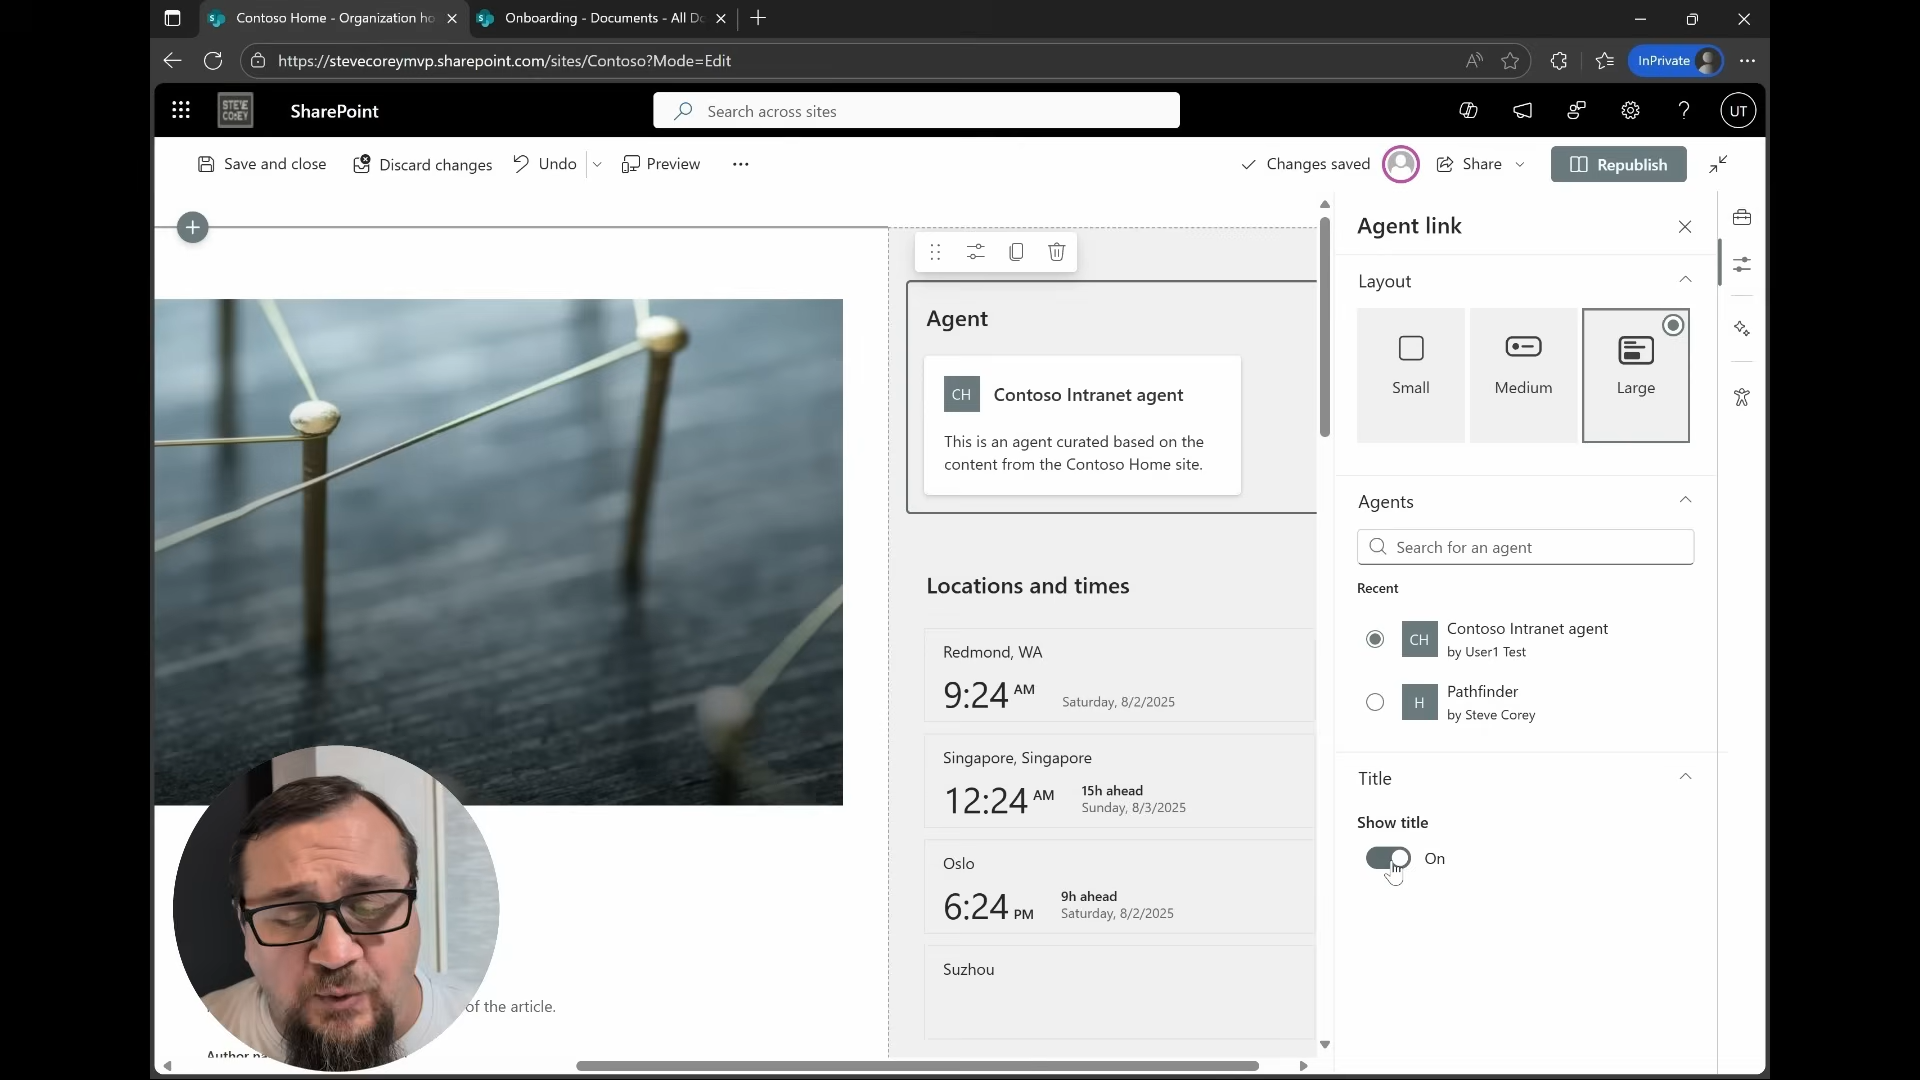 Contoso Home - Organization ho
Onboarding - Documents - All Do
https://stevecoreymvp.sharepoint.com/sites/Contoso?Mode=Edit
InPrivate
STEVE
COREY
SharePoint
Search across sites
UT
Save and close
Discard changes
Undo
Preview
Changes saved
Share
Republish
Agent
CH
Contoso Intranet agent
This is an agent curated based on the
content from the Contoso Home site.
Locations and times
Redmond, WA
9:24 AM
Saturday, 8/2/2025
Singapore, Singapore
12:24 AM
15h ahead
Sunday, 8/3/2025
Oslo
6:24 PM
9h ahead
Saturday, 8/2/2025
Suzhou
of the article.
Agent link
Layout
Small
Medium
Large
Agents
Search for an agent
Recent
CH
Contoso Intranet agent
by User1 Test
H
Pathfinder
by Steve Corey
Title
Show title
On